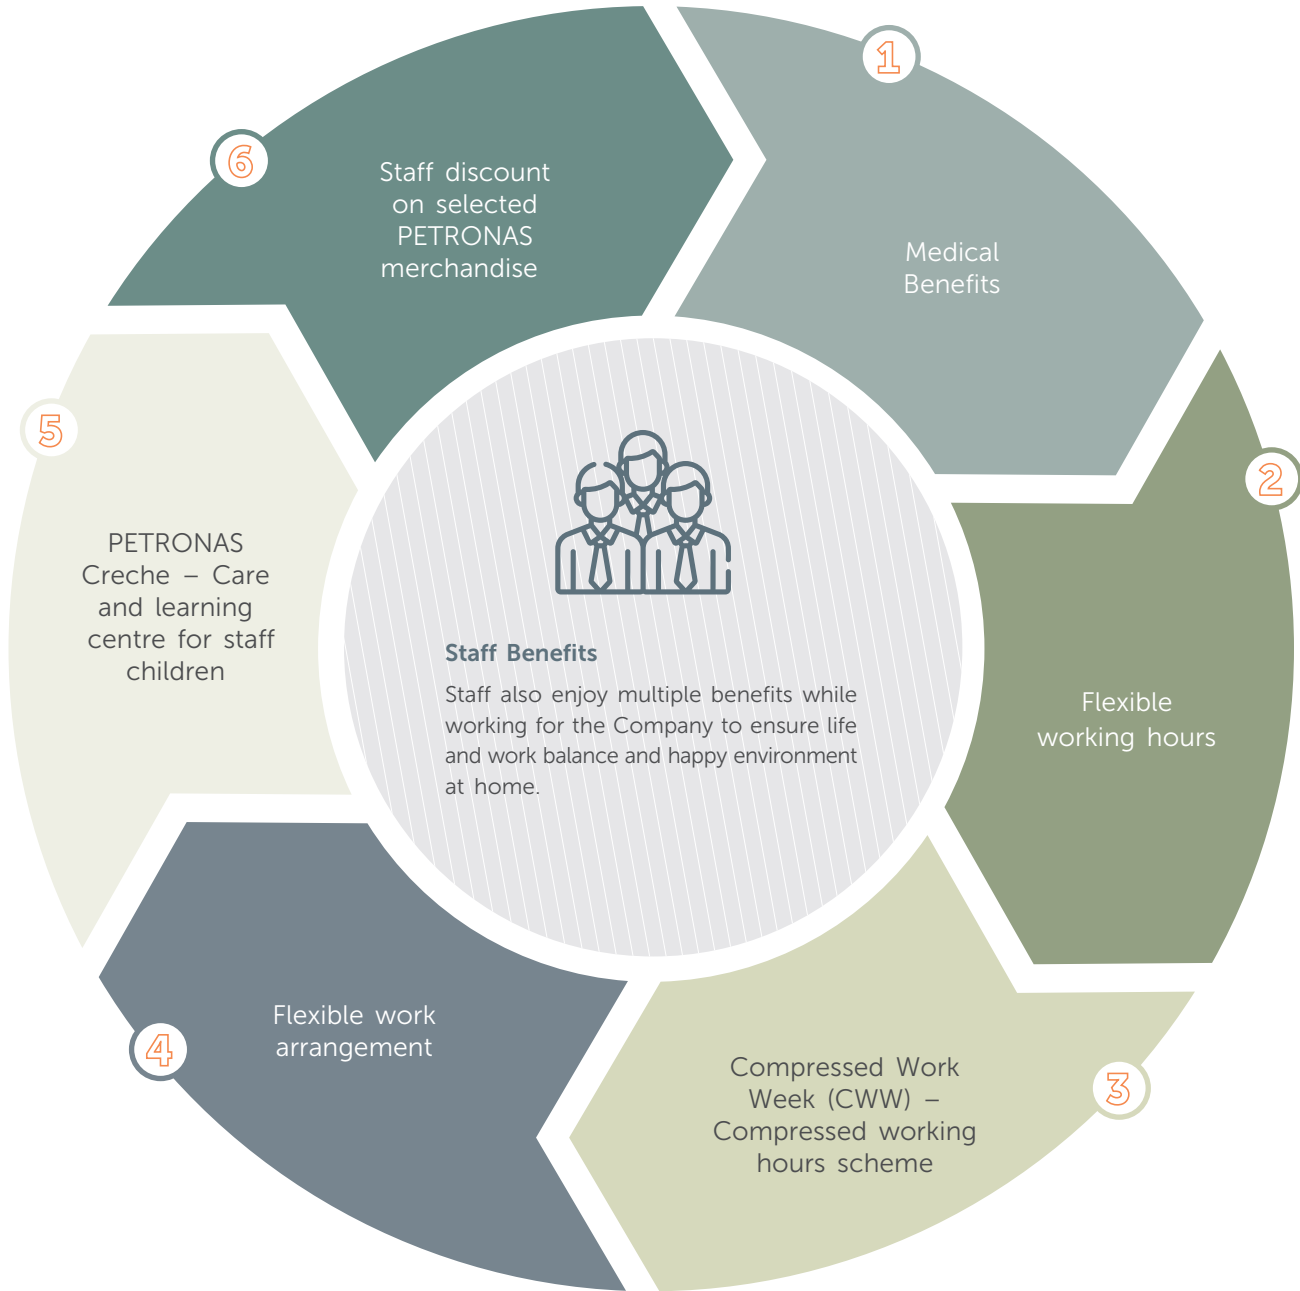 1
Medical
Benefits
2
Flexible
working hours
3
Compressed Work
Week (CWW) –
Compressed working
hours scheme
4
Flexible work
arrangement
5
PETRONAS
Creche – Care
and learning
centre for staff
children
6
Staff discount
on selected
PETRONAS
merchandise
Staff Benefits
Staff also enjoy multiple benefits while
working for the Company to ensure life
and work balance and happy environment
at home.